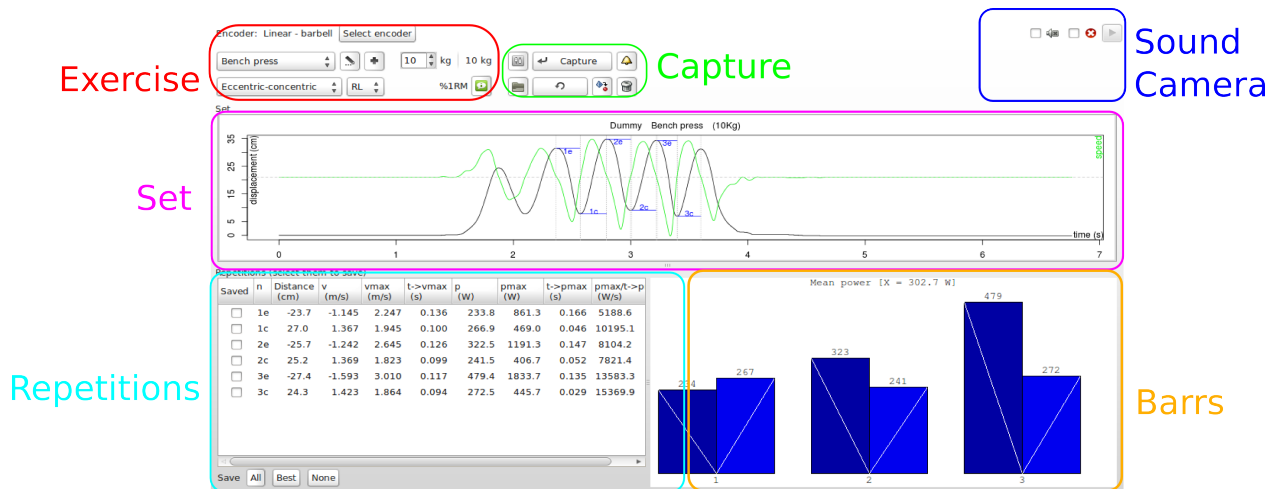 Encoder: Linear - barbell Select encoder
Bench press 10 kg 10 kg Capture
Eccentric-concentric RL %1RM
Exercise
Capture
Sound
Camera
Set
Dummy Bench press (10Kg)
displacement (cm)
35
25
15
5
0
speed
1e 2e 3e
1c 2c 3c
time (s)
0 1 2 3 4 5 6 7
Set
Repetitions (select them to save)
Saved n Distance (cm) v (m/s) vmax (m/s) t->vmax (s) p (W) pmax (W) t->pmax (s) pmax/t->p (W/s)
1e -23.7 -1.145 2.247 0.136 233.8 861.3 0.166 5188.6
1c 27.0 1.367 1.945 0.100 266.9 469.0 0.046 10195.1
2e -25.7 -1.242 2.645 0.126 322.5 1191.3 0.147 8104.2
2c 25.2 1.369 1.823 0.099 241.5 406.7 0.052 7821.4
3e -27.4 -1.593 3.010 0.117 479.4 1833.7 0.135 13583.3
3c 24.3 1.423 1.864 0.094 272.5 445.7 0.029 15369.9
Save All Best None
Repetitions
Mean power [X = 302.7 W]
234 267 323 241 479 272
1 2 3
Barrs